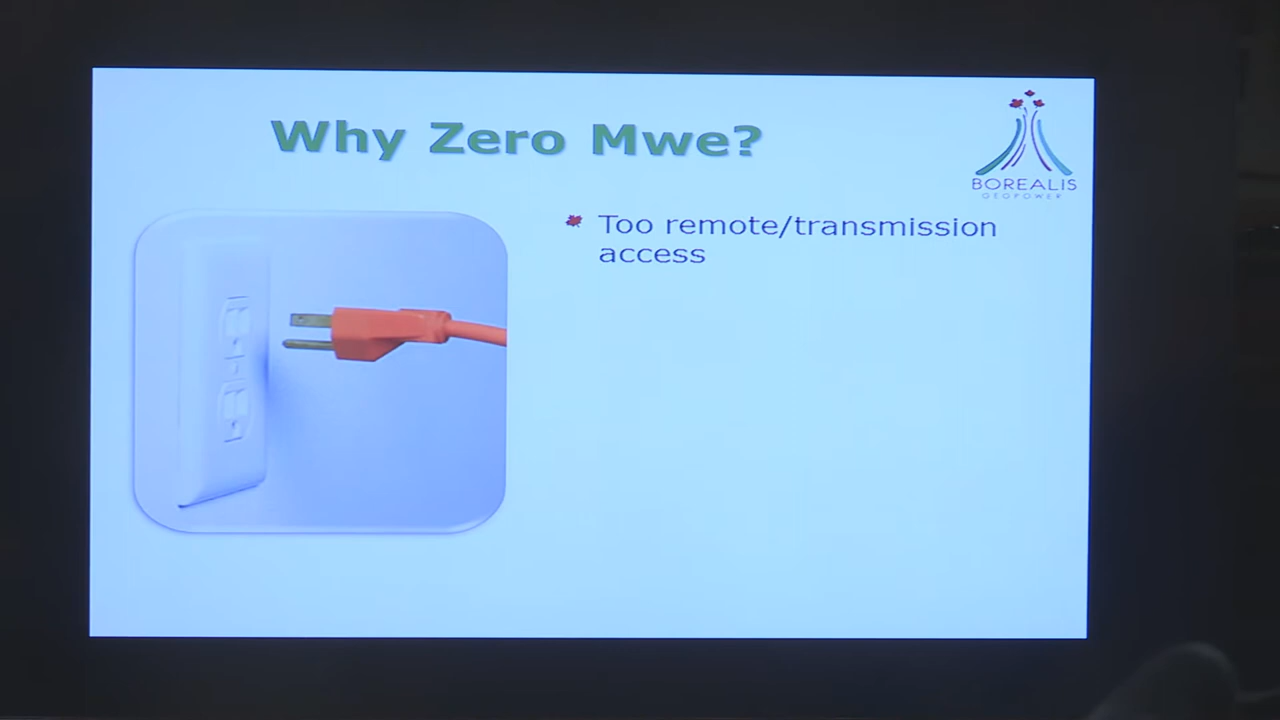 Why Zero Mwe?
BOREALIS
GEOPOWER
Too remote/transmission
access